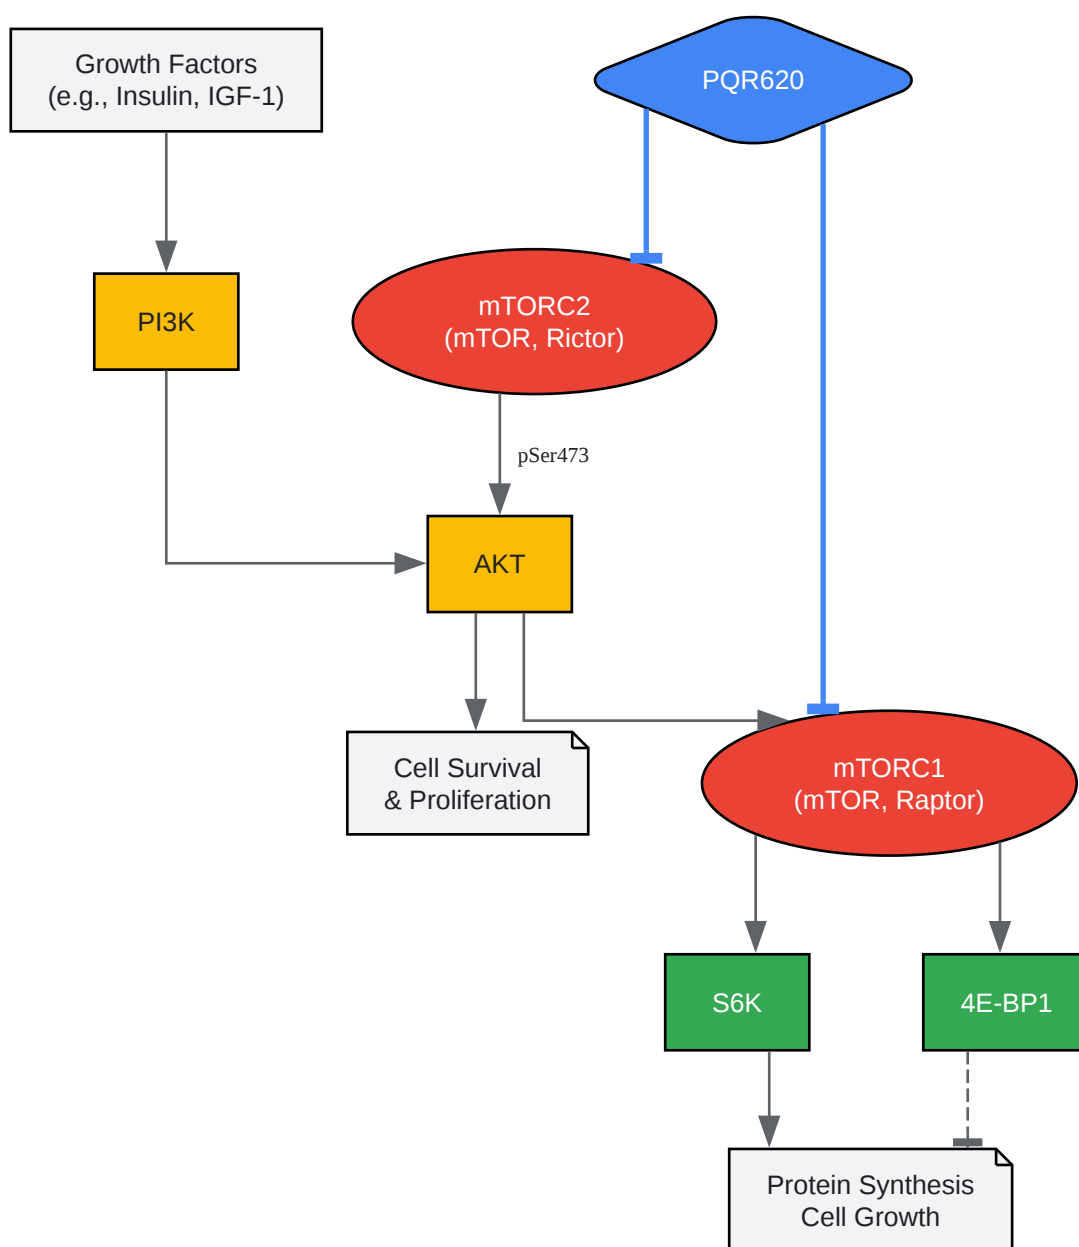 Growth Factors
(e.g., Insulin, IGF-1)
PQR620
PI3K
mTORC2
(mTOR, Rictor)
pSer473
AKT
Cell Survival
& Proliferation
mTORC1
(mTOR, Raptor)
S6K
4E-BP1
Protein Synthesis
Cell Growth